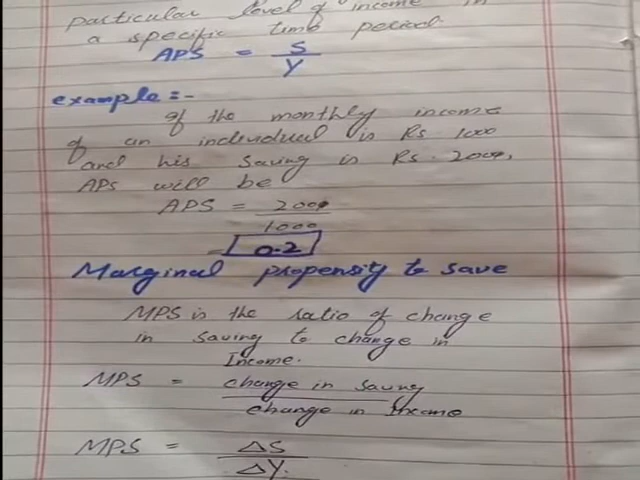 particular level of income in
a specific time period
APS = S
Y
example:-
If the monthly income
of an individual is Rs 1000
and his saving is Rs. 2000,
APS will be
APS = 2000
1000
0.2
Marginal propensity to save
MPS is the ratio of change
in saving to change in
Income.
MPS = change in saving
change in Income
MPS = ΔS
ΔY.